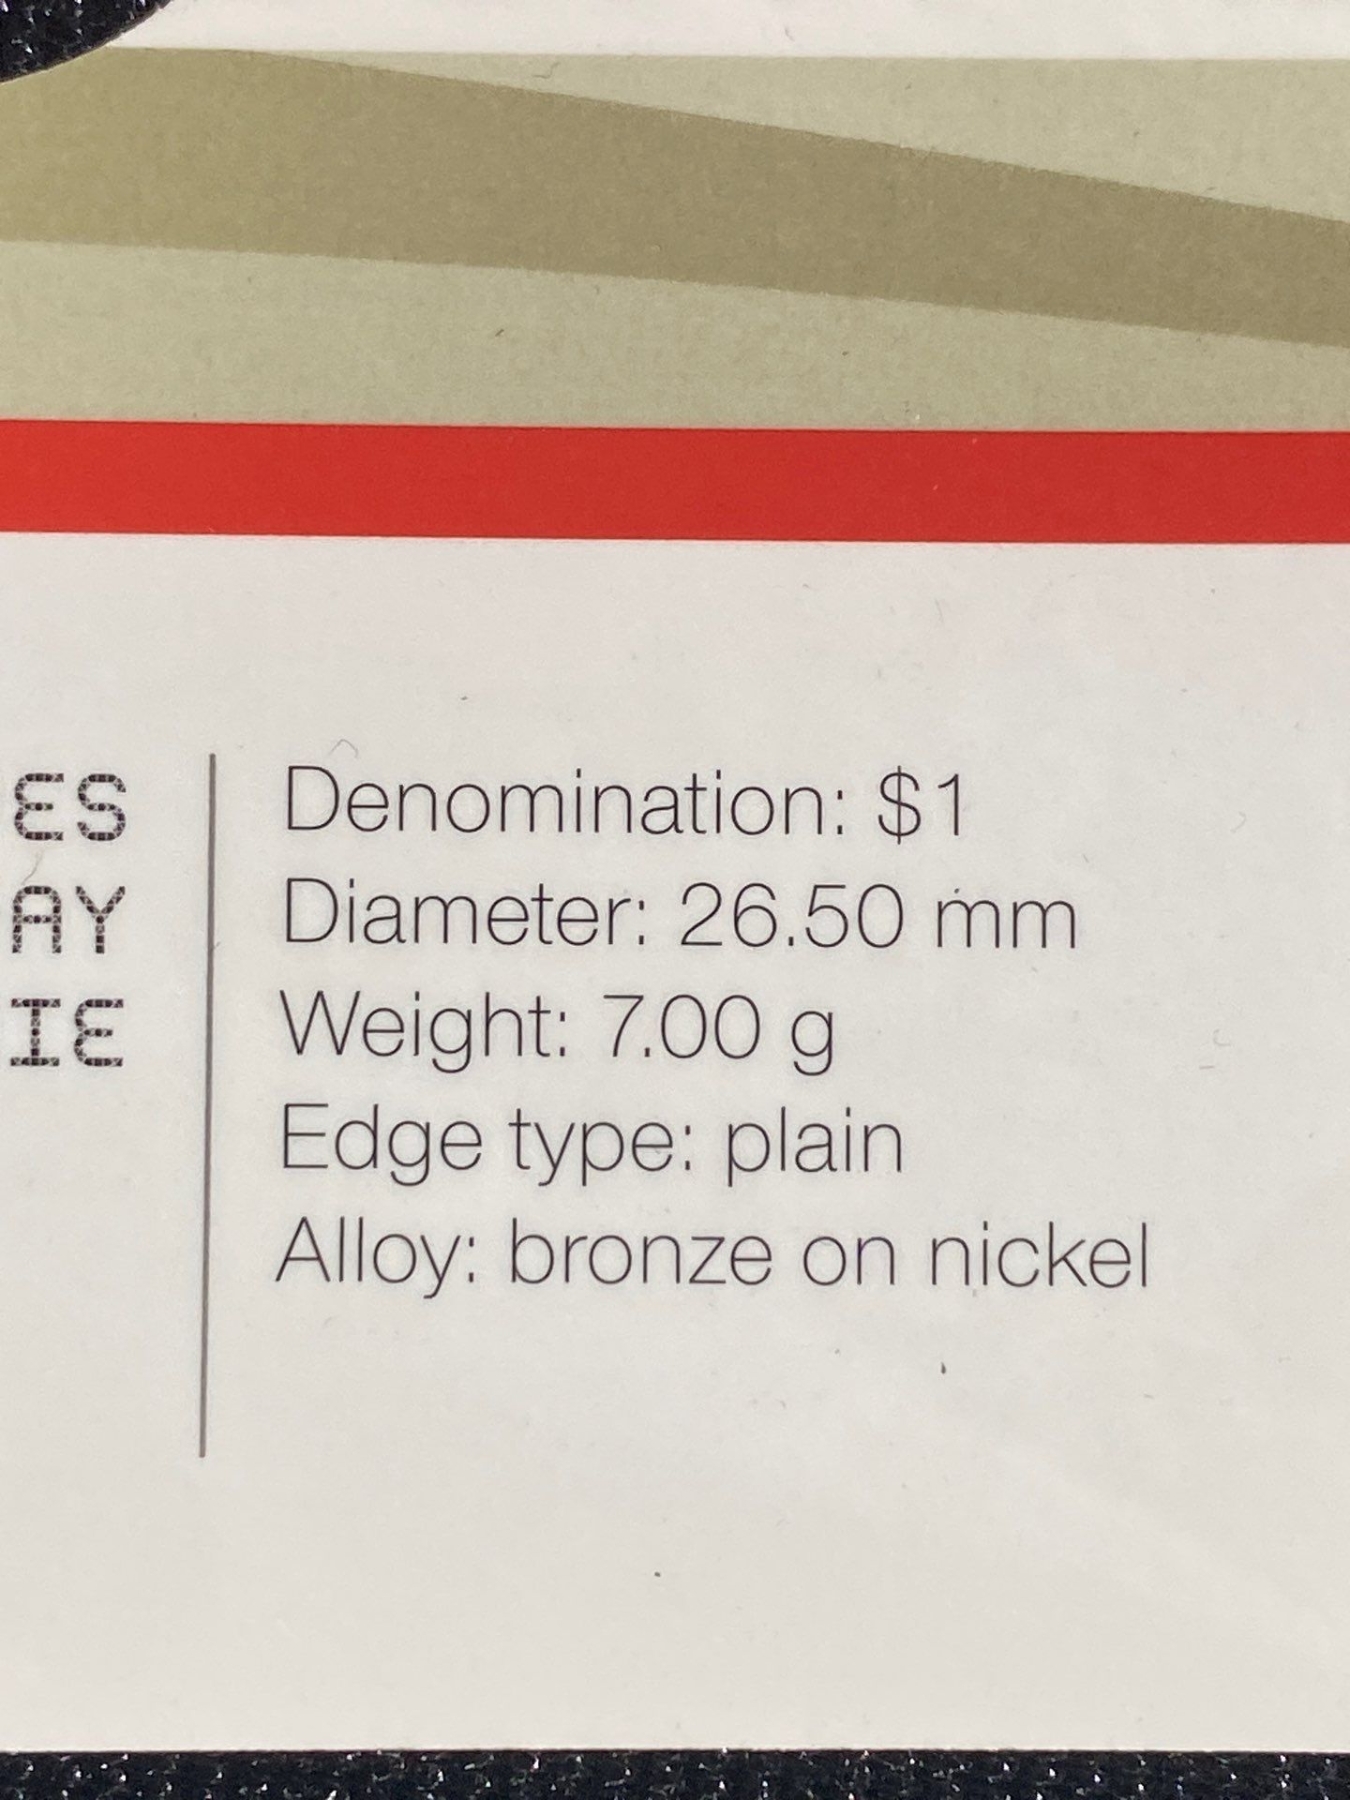 ES
AY
IE
Denomination: $1
Diameter: 26.50 mm
Weight: 7.00 g
Edge type: plain
Alloy: bronze on nickel